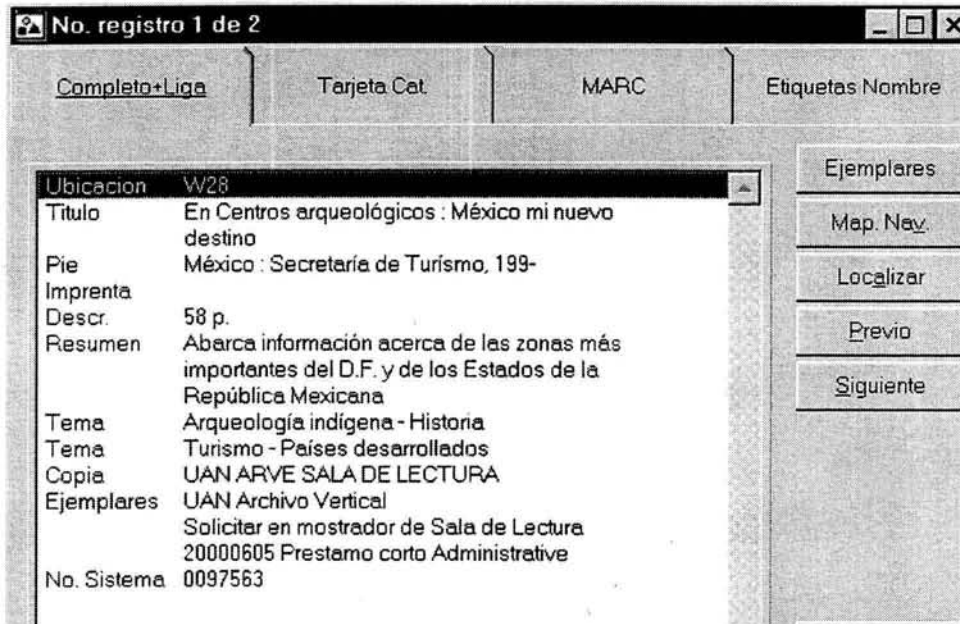 No. registro 1 de 2
Completo+Liga Tarjeta Cat. MARC Etiquetas Nombre
Ubicacion W28
Titulo En Centros arqueológicos : México mi nuevo
destino
Pie México : Secretaría de Turísmo, 199-
Imprenta
Descr. 58 p.
Resumen Abarca información acerca de las zonas más
importantes del D.F. y de los Estados de la
República Mexicana
Tema Arqueología indígena - Historia
Tema Turismo - Países desarrollados
Copia UAN ARVE SALA DE LECTURA
Ejemplares UAN Archivo Vertical
Solicitar en mostrador de Sala de Lectura
20000605 Prestamo corto Administrative
No. Sistema 0097563
Ejemplares
Map. Nav.
Localizar
Previo
Siguiente